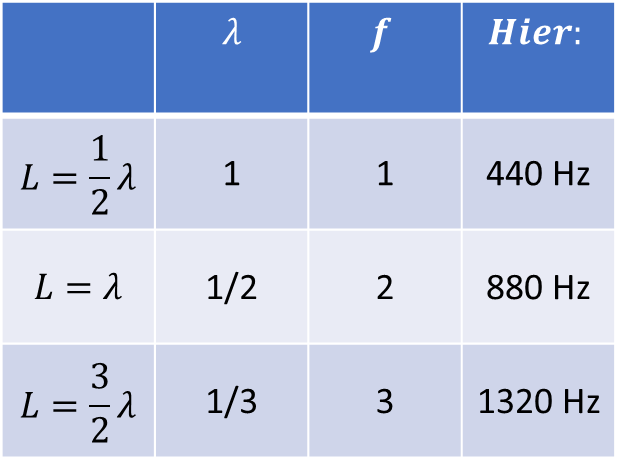 λ f Hier:
L = 1/2 λ 1 1 440 Hz
L = λ 1/2 2 880 Hz
L = 3/2 λ 1/3 3 1320 Hz